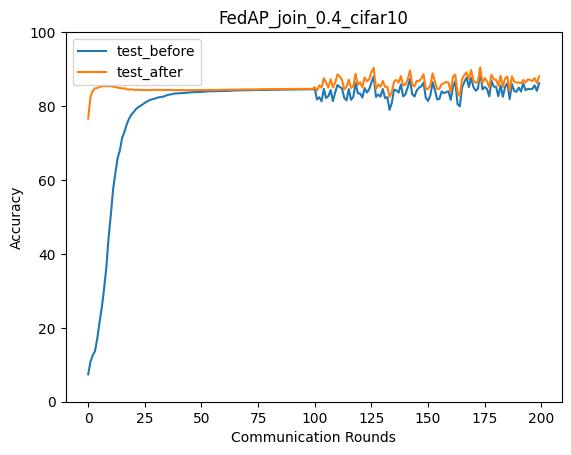 FedAP_join_0.4_cifar10
test_before
test_after
100
80
60
40
20
0
Accuracy
0 25 50 75 100 125 150 175 200
Communication Rounds